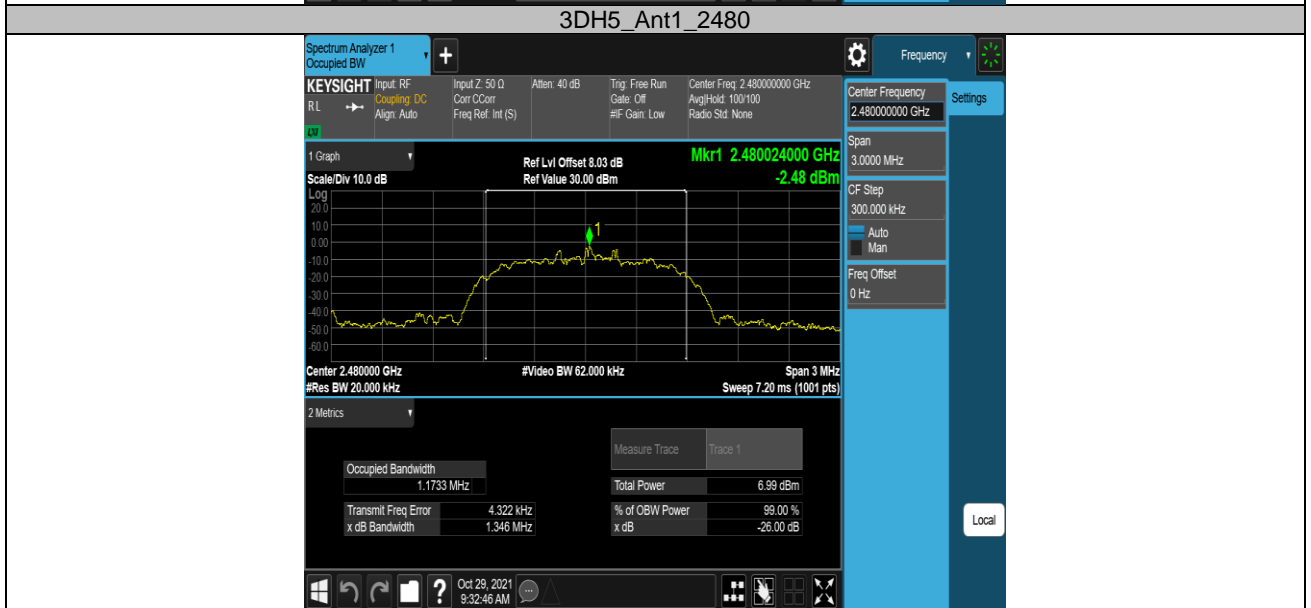 3DH5_Ant1_2480
Spectrum Analyzer 1
Occupied BW
+
Frequency
KEYSIGHT
RL
LXI
Input: RF
Coupling: DC
Align: Auto
Input Z: 50 Ω
Corr CCorr
Freq Ref: Int (S)
Atten: 40 dB
Trig: Free Run
Gate: Off
#IF Gain: Low
Center Freq: 2.480000000 GHz
Avg|Hold: 100/100
Radio Std: None
Center Frequency
2.480000000 GHz
Settings
Span
3.0000 MHz
CF Step
300.000 kHz
Auto
Man
Freq Offset
0 Hz
Local
1 Graph
Scale/Div 10.0 dB
Ref Lvl Offset 8.03 dB
Ref Value 30.00 dBm
Mkr1 2.480024000 GHz
-2.48 dBm
Log
20.0
10.0
0.00
-10.0
-20.0
-30.0
-40.0
-50.0
-60.0
1
Center 2.480000 GHz
#Video BW 62.000 kHz
Span 3 MHz
#Res BW 20.000 kHz
Sweep 7.20 ms (1001 pts)
2 Metrics
Measure Trace
Trace 1
Occupied Bandwidth
1.1733 MHz
Total Power
6.99 dBm
Transmit Freq Error
4.322 kHz
% of OBW Power
99.00 %
x dB Bandwidth
1.346 MHz
x dB
-26.00 dB
?
Oct 29, 2021
9:32:46 AM